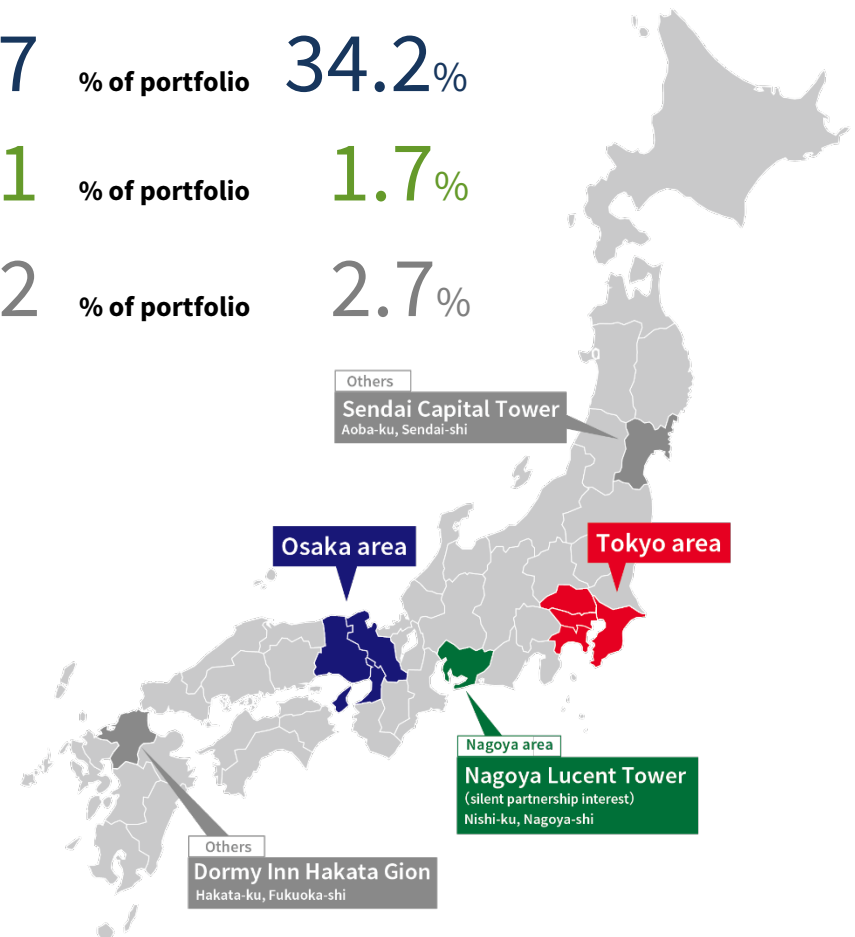 7 % of portfolio 34.2%
1 % of portfolio 1.7%
2 % of portfolio 2.7%
Others
Sendai Capital Tower
Aoba-ku, Sendai-shi
Osaka area
Tokyo area
Nagoya area
Nagoya Lucent Tower
(silent partnership interest)
Nishi-ku, Nagoya-shi
Others
Dormy Inn Hakata Gion
Hakata-ku, Fukuoka-shi